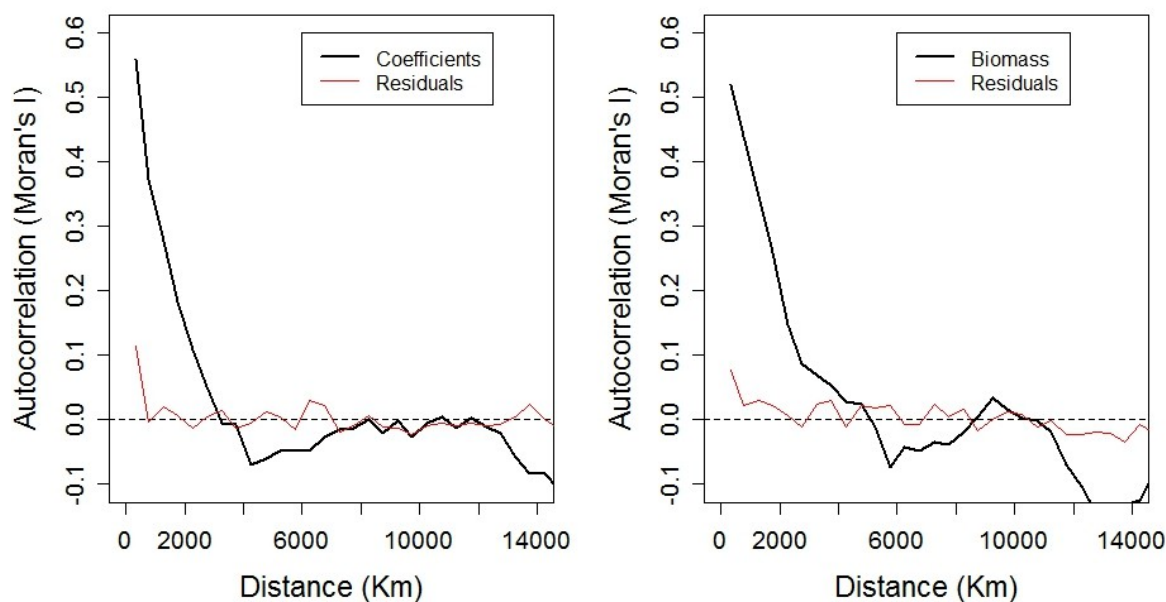 Autocorrelation (Moran's I)
0.6
0.5
0.4
0.3
0.2
0.1
0.0
-0.1
Coefficients
Residuals
0 2000 6000 10000 14000
Distance (Km)
Autocorrelation (Moran's I)
0.6
0.5
0.4
0.3
0.2
0.1
0.0
-0.1
Biomass
Residuals
0 2000 6000 10000 14000
Distance (Km)